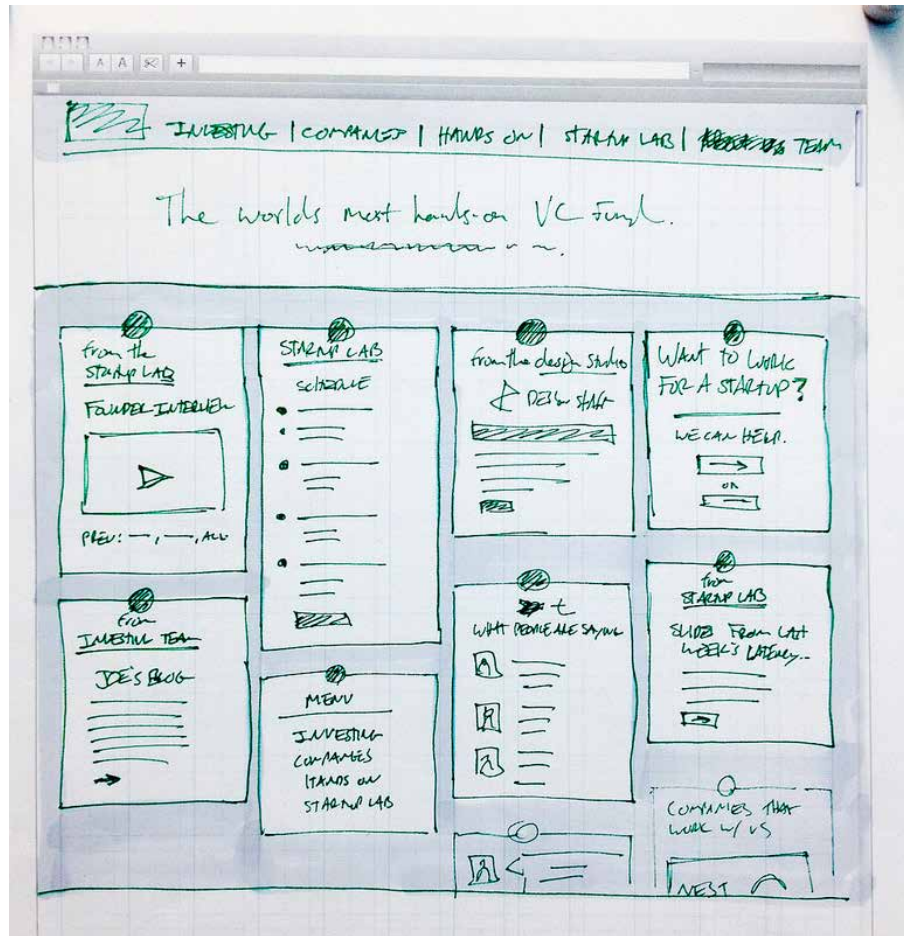 A A +
INVESTING | COMPANIES | HANDS ON | STARTUP LAB | TEAM
The worlds most hands-on VC Fund.
from the
STARTUP LAB
FOUNDER INTERVIEW
PREV: —, —, ALL
STARTUP LAB
SCHEDULE
from the design studio
DESIGN STAFF
WANT TO WORK
FOR A STARTUP?
WE CAN HELP.
OR
from
INVESTING TEAM
JOE'S BLOG
MENU
INVESTING
COMPANIES
HANDS ON
STARTUP LAB
t
WHAT PEOPLE ARE SAYING
from
STARTUP LAB
SLIDES FROM LAST
WEEK'S
COMPANIES THAT
WORK W/ US
NEST